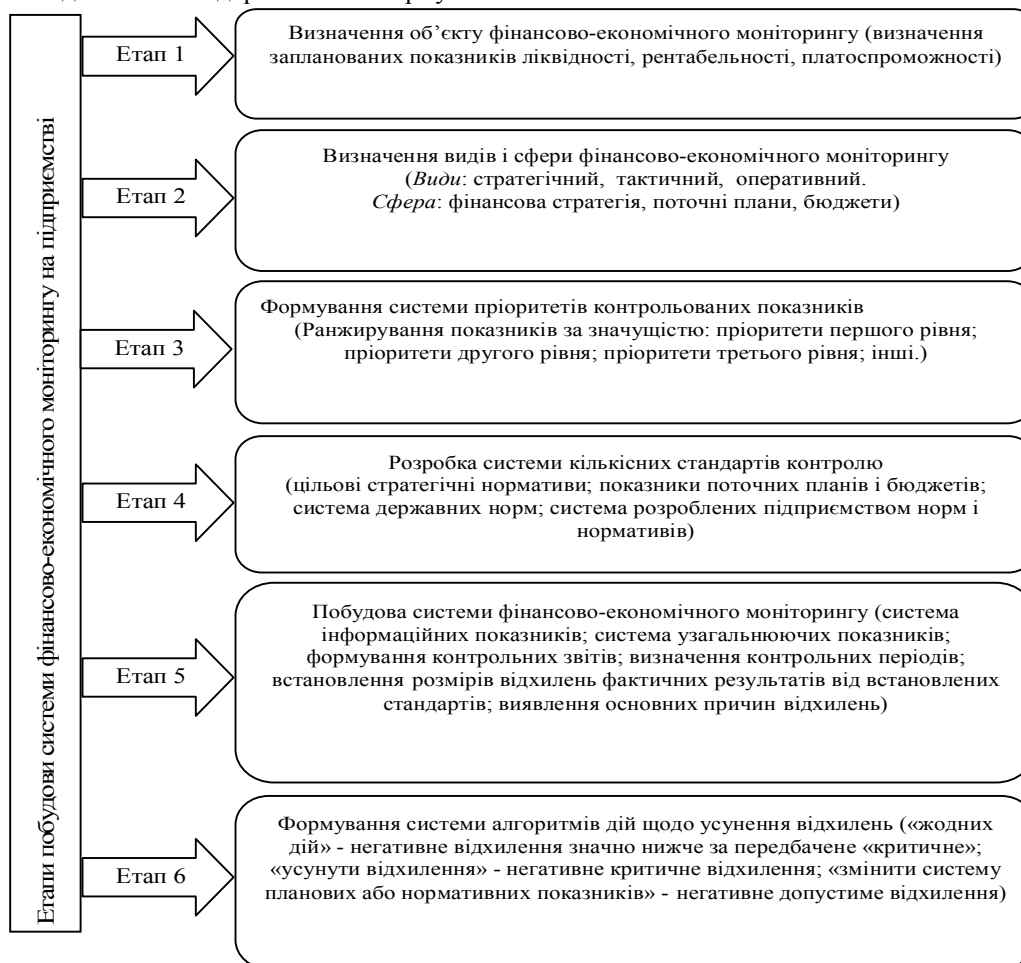 Етапи побудови системи фінансово-економічного моніторингу на підприємстві
Етап 1
Визначення об’єкту фінансово-економічного моніторингу (визначення
запланованих показників ліквідності, рентабельності, платоспроможності)
Етап 2
Визначення видів і сфери фінансово-економічного моніторингу
(Види: стратегічний, тактичний, оперативний.
Сфера: фінансова стратегія, поточні плани, бюджети)
Етап 3
Формування системи пріоритетів контрольованих показників
(Ранжирування показників за значущістю: пріоритети першого рівня;
пріоритети другого рівня; пріоритети третього рівня; інші.)
Етап 4
Розробка системи кількісних стандартів контролю
(цільові стратегічні нормативи; показники поточних планів і бюджетів;
система державних норм; система розроблених підприємством норм і
нормативів)
Етап 5
Побудова системи фінансово-економічного моніторингу (система
інформаційних показників; система узагальнюючих показників;
формування контрольних звітів; визначення контрольних періодів;
встановлення розмірів відхилень фактичних результатів від встановлених
стандартів; виявлення основних причин відхилень)
Етап 6
Формування системи алгоритмів дій щодо усунення відхилень («жодних
дій» - негативне відхилення значно нижче за передбачене «критичне»;
«усунути відхилення» - негативне критичне відхилення; «змінити систему
планових або нормативних показників» - негативне допустиме відхилення)